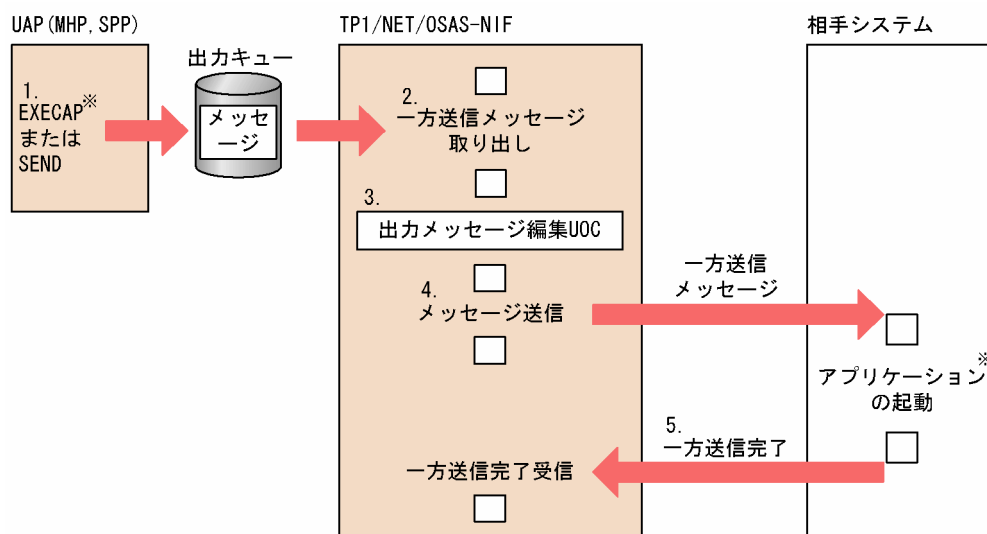 UAP(MHP,SPP)
TP1/NET/OSAS-NIF
相手システム
出力キュー
1.
EXECAP※
または
SEND
メッセ
ージ
2.
一方送信メッセージ
取り出し
3.
出力メッセージ編集UOC
4.
メッセージ送信
一方送信
メッセージ
アプリケーション※
の起動
5.
一方送信完了
一方送信完了受信